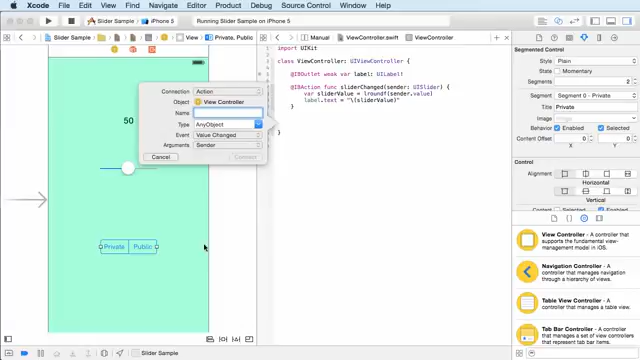 Xcode File Edit View Find Navigate Editor Product Debug Source Control Window Help
Slider Sample iPhone 5
Running Slider Sample on iPhone 5
Slider Sample View Private, Public
Manual ViewController.swift ViewController
import UIKit
class ViewController: UIViewController {
@IBOutlet weak var label: UILabel!
@IBAction func sliderChanged(sender: UISlider) {
var sliderValue = lroundf(sender.value)
label.text = "\(sliderValue)"
}
}
50
Private Public
Connection Action
Object View Controller
Name
Type AnyObject
Event Value Changed
Arguments Sender
Cancel Connect
Segmented Control
Style Plain
State Momentary
Segments 2
Segment Segment 0 - Private
Title Private
Image Image
Behavior Enabled Selected
Content Offset 0 0
X Y
Control
Alignment
Horizontal
Vertical
Content Selected Enabled
View Controller - A controller that supports the fundamental view-management model in iOS.
Navigation Controller - A controller that manages navigation through a hierarchy of views.
Table View Controller - A controller that manages a table view.
Tab Bar Controller - A controller that manages a set of view controllers that represent tab bar items.
Slider Sample